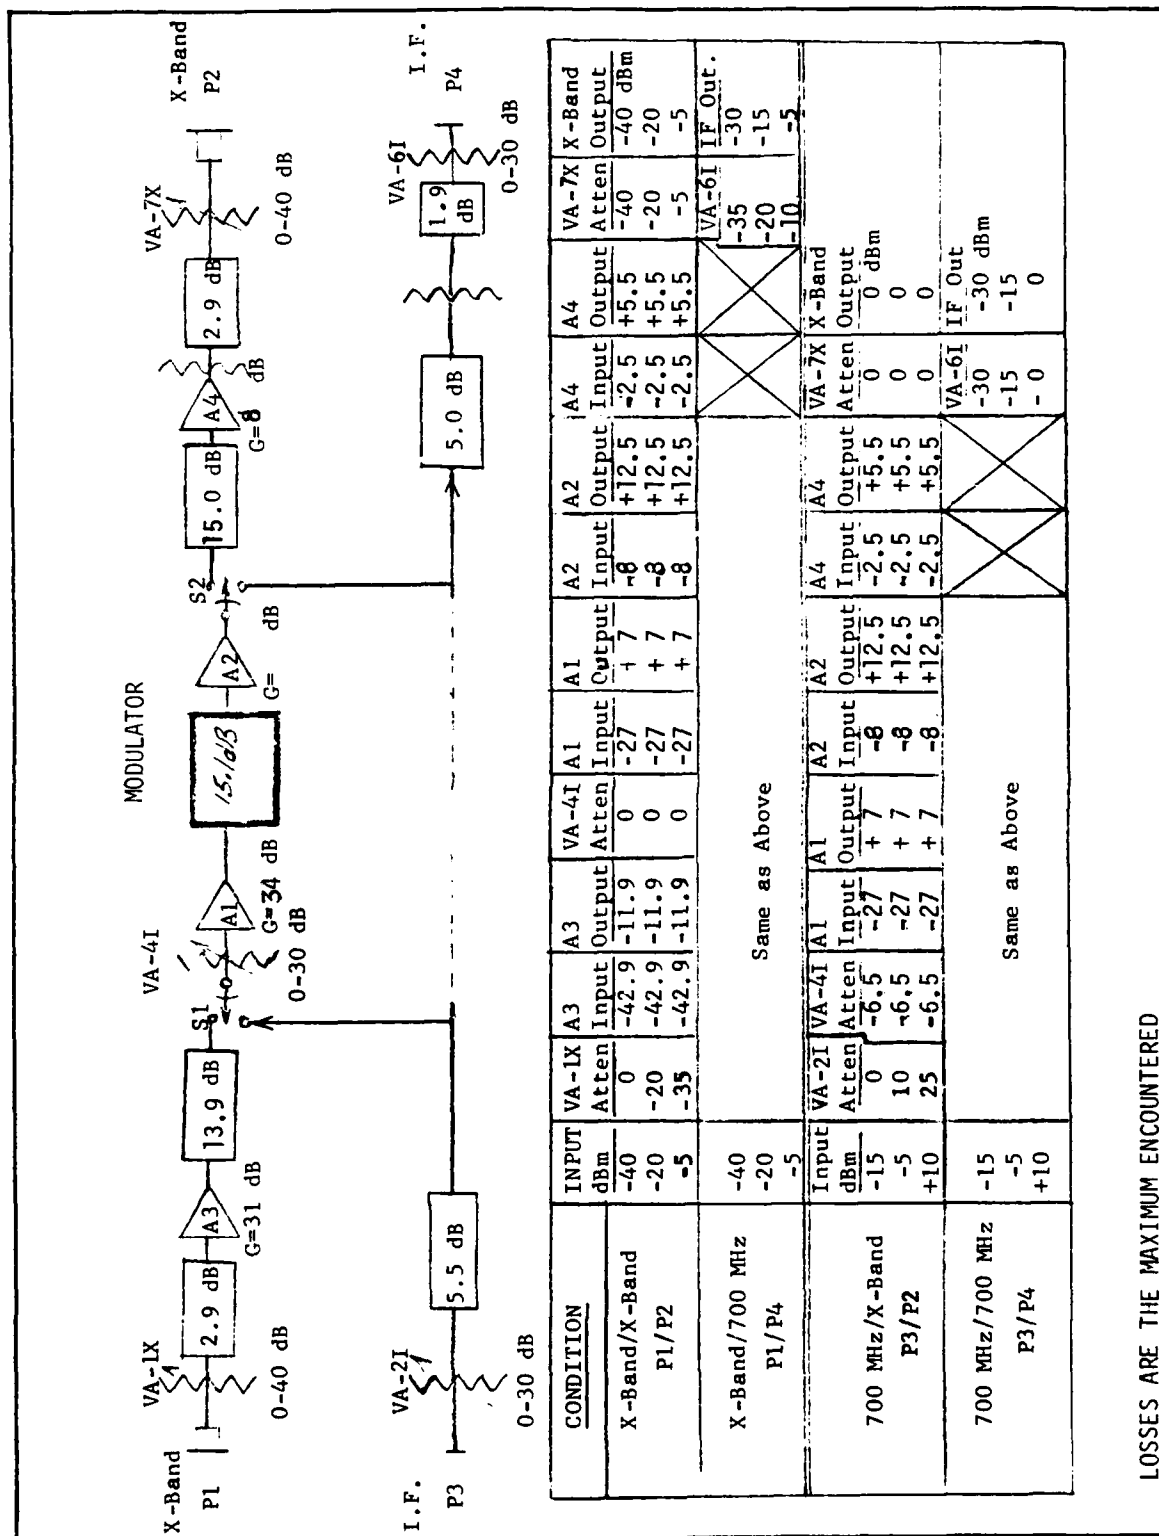 X-Band
P1
VA-1X
0-40 dB
2.9 dB
A3
G=31 dB
13.9 dB
S1
VA-4I
0-30 dB
A1
G=34 dB
MODULATOR
15.1dB
A2
G= dB
S2
15.0 dB
A4
G=8 dB
2.9 dB
VA-7X
0-40 dB
X-Band
P2
I.F.
P3
VA-2I
0-30 dB
5.5 dB
5.0 dB
1.9 dB
VA-6I
0-30 dB
I.F.
P4
CONDITION INPUT dBm VA-1X Atten A3 Input A3 Output VA-4I Atten A1 Input A1 Output A2 Input A2 Output A4 Input A4 Output VA-7X Atten X-Band Output
X-Band/X-Band -40 0 -42.9 -11.9 0 -27 + 7 -8 +12.5 -2.5 +5.5 -40 -40 dBm
P1/P2 -20 -20 -42.9 -11.9 0 -27 + 7 -8 +12.5 -2.5 +5.5 -20 -20
-5 -35 -42.9 -11.9 0 -27 + 7 -8 +12.5 -2.5 +5.5 -5 -5
VA-6I IF Out.
X-Band/700 MHz -40 Same as Above -35 -30
P1/P4 -20 -20 -15
-5 -10 -5
Input dBm VA-2I Atten VA-4I Atten A1 Input A1 Output A2 Input A2 Output A4 Input A4 Output VA-7X Atten X-Band Output
700 MHz/X-Band -15 0 -6.5 -27 + 7 -8 +12.5 -2.5 +5.5 0 0 dBm
P3/P2 -5 10 -6.5 -27 + 7 -8 +12.5 -2.5 +5.5 0 0
+10 25 -6.5 -27 + 7 -8 +12.5 -2.5 +5.5 0 0
VA-6I IF Out
700 MHz/700 MHz -15 Same as Above -30 -30 dBm
P3/P4 -5 -15 -15
+10 - 0 0
LOSSES ARE THE MAXIMUM ENCOUNTERED